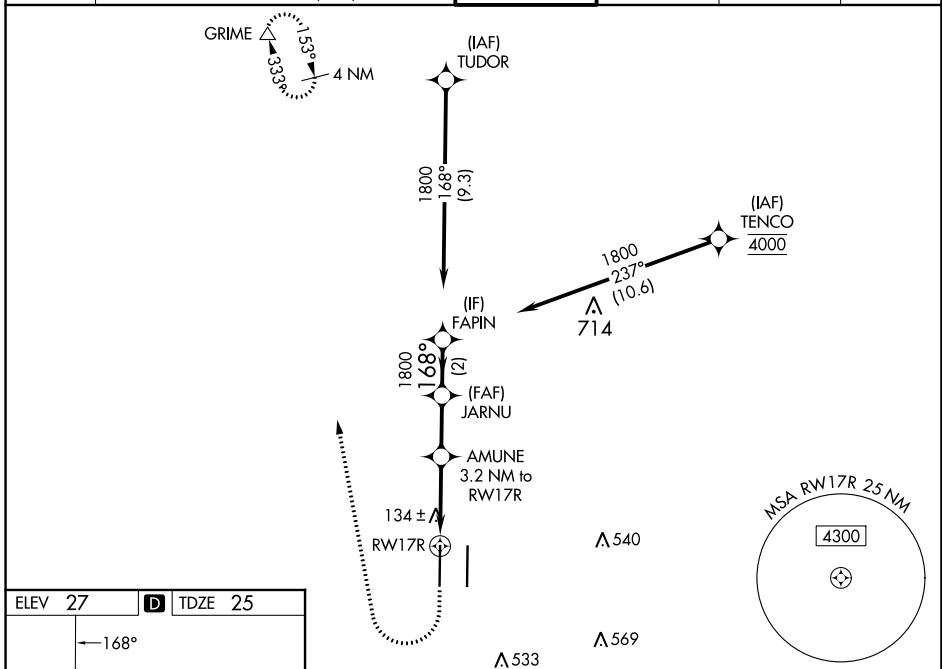 GRIME
153°
333°
4 NM
(IAF)
TUDOR
1800
168°
(9.3)
(IAF)
TENCO
4000
1800
237°
(10.6)
714
(IF)
FAPIN
1800
168°
(2)
(FAF)
JARNU
AMUNE
3.2 NM to
RW17R
134 ±
RW17R
540
MSA RW17R 25 NM
4300
569
533
ELEV 27 D TDZE 25
168°